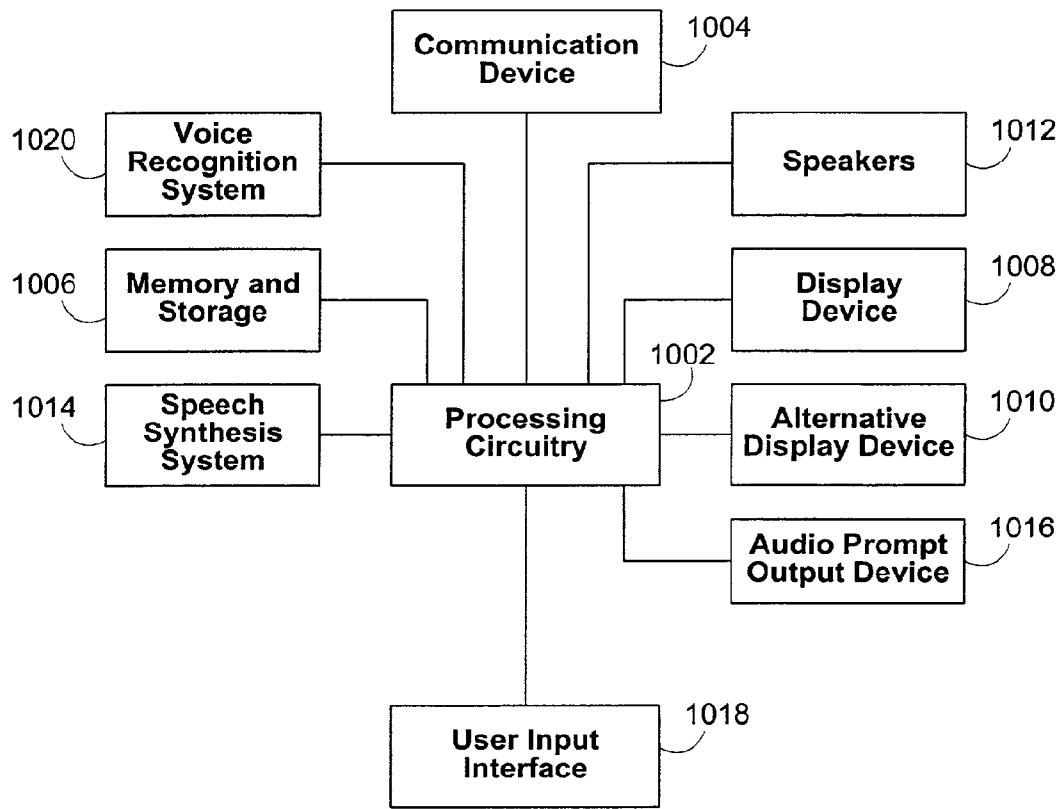 1004
Communication
Device
1020
Voice
Recognition
System
1012
Speakers
1006
Memory and
Storage
1008
Display
Device
1002
Processing
Circuitry
1014
Speech
Synthesis
System
1010
Alternative
Display Device
1016
Audio Prompt
Output Device
1018
User Input
Interface